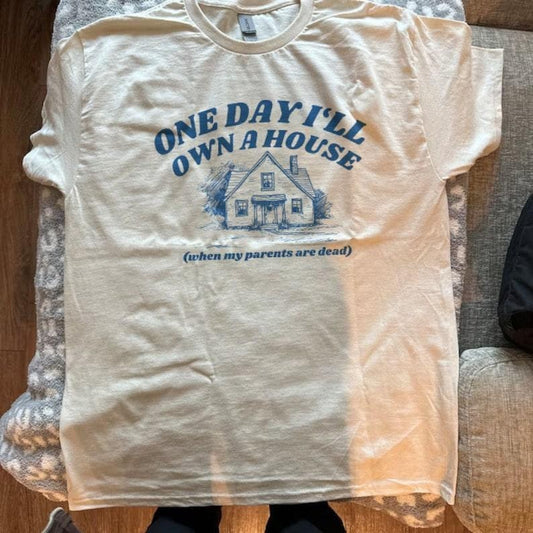 ONE DAY I'LL
OWN A HOUSE
(when my parents are dead)